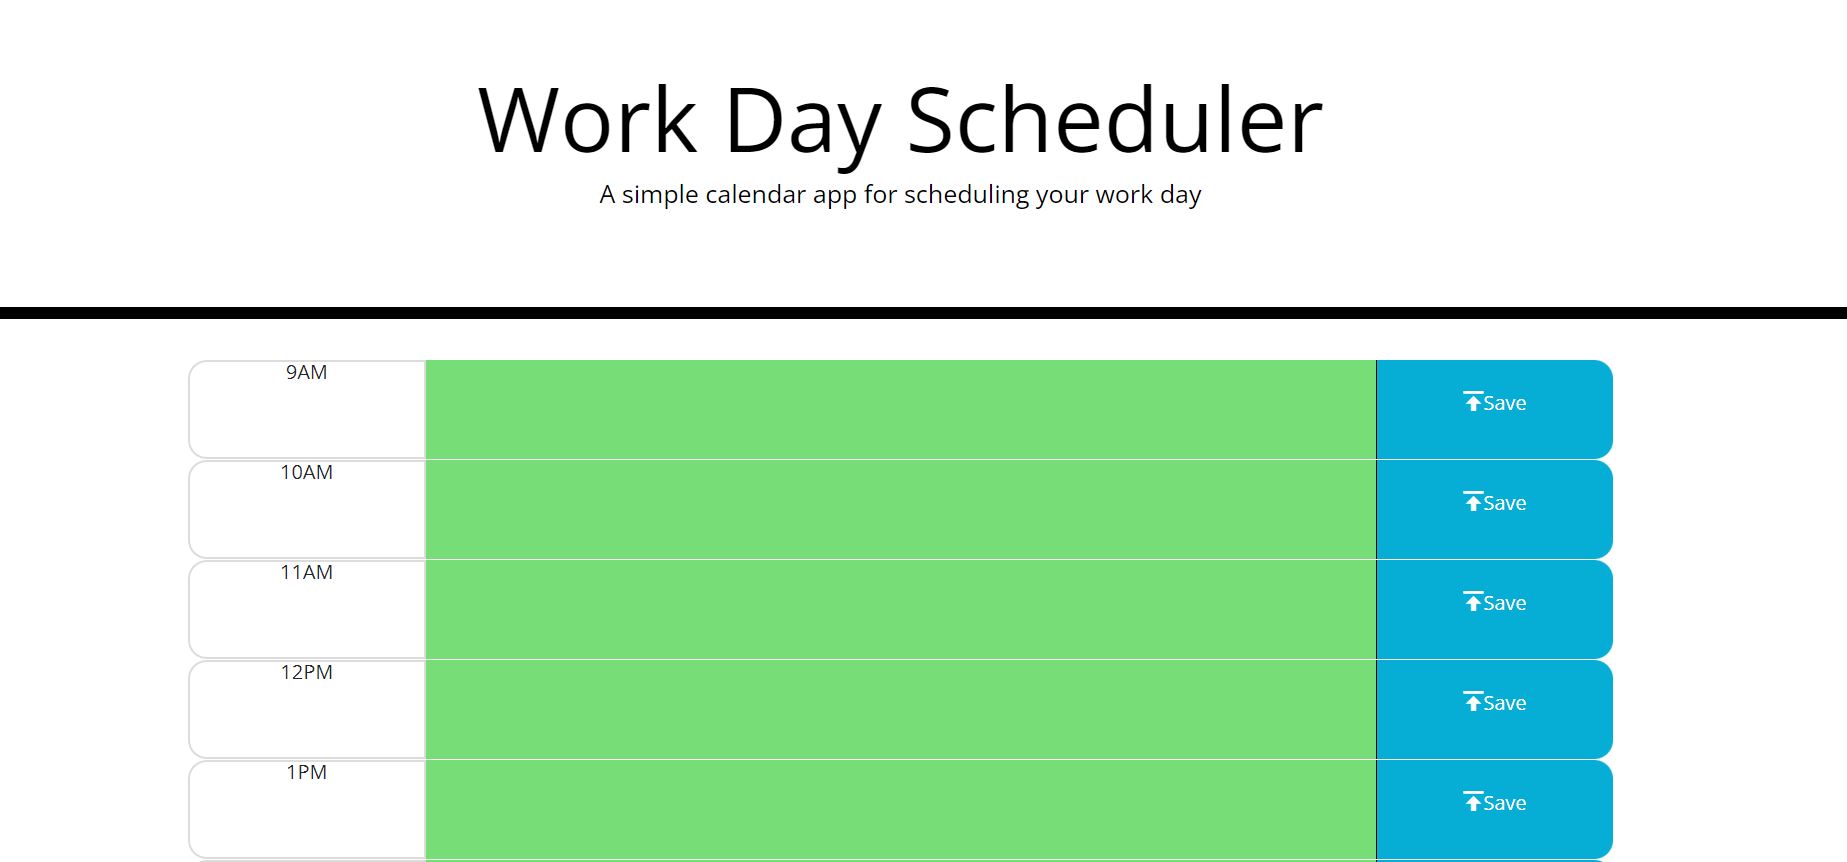 Work Day Scheduler
A simple calendar app for scheduling your work day
9AM
Save
10AM
Save
11AM
Save
12PM
Save
1PM
Save